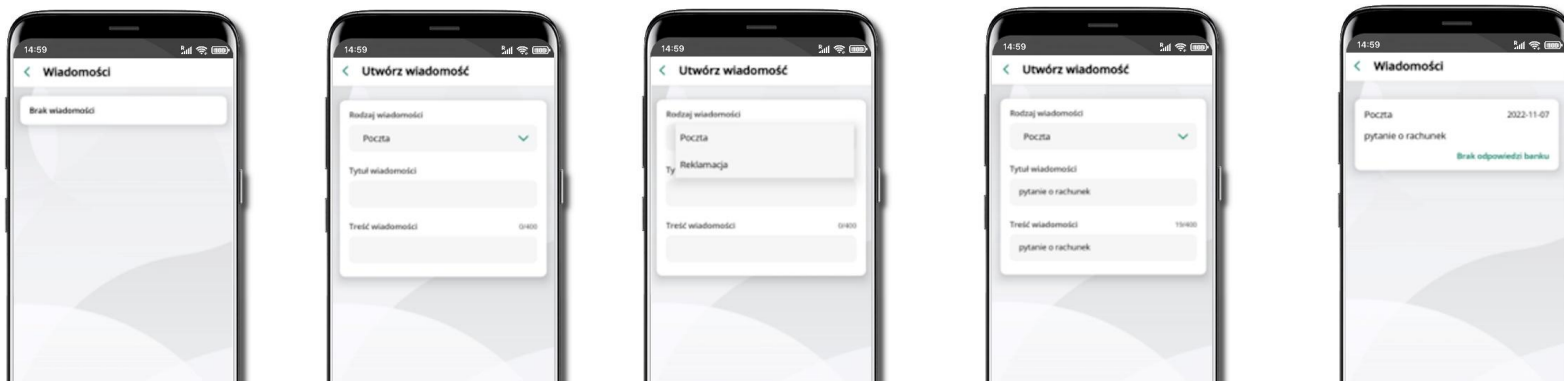 14:59
Wiadomości
Brak wiadomości
14:59
Utwórz wiadomość
Rodzaj wiadomości
Poczta
Tytuł wiadomości
Treść wiadomości 0/400
14:59
Utwórz wiadomość
Rodzaj wiadomości
Poczta
Reklamacja
Ty
Treść wiadomości 0/400
14:59
Utwórz wiadomość
Rodzaj wiadomości
Poczta
Tytuł wiadomości
pytanie o rachunek
Treść wiadomości 19/400
pytanie o rachunek
14:59
Wiadomości
Poczta 2022-11-07
pytanie o rachunek
Brak odpowiedzi banku